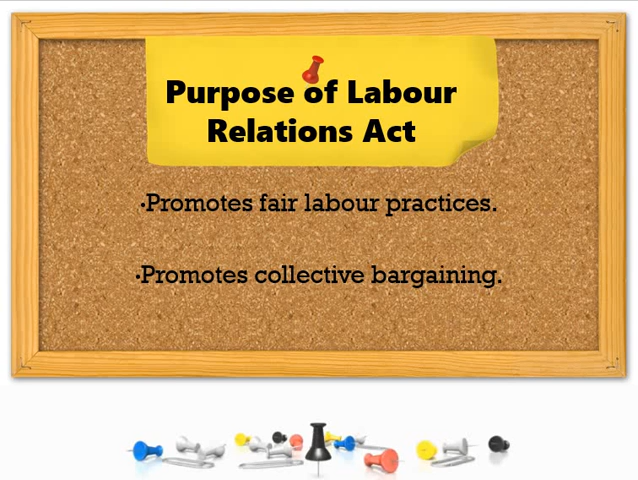 Purpose of Labour
Relations Act
·Promotes fair labour practices.
·Promotes collective bargaining.